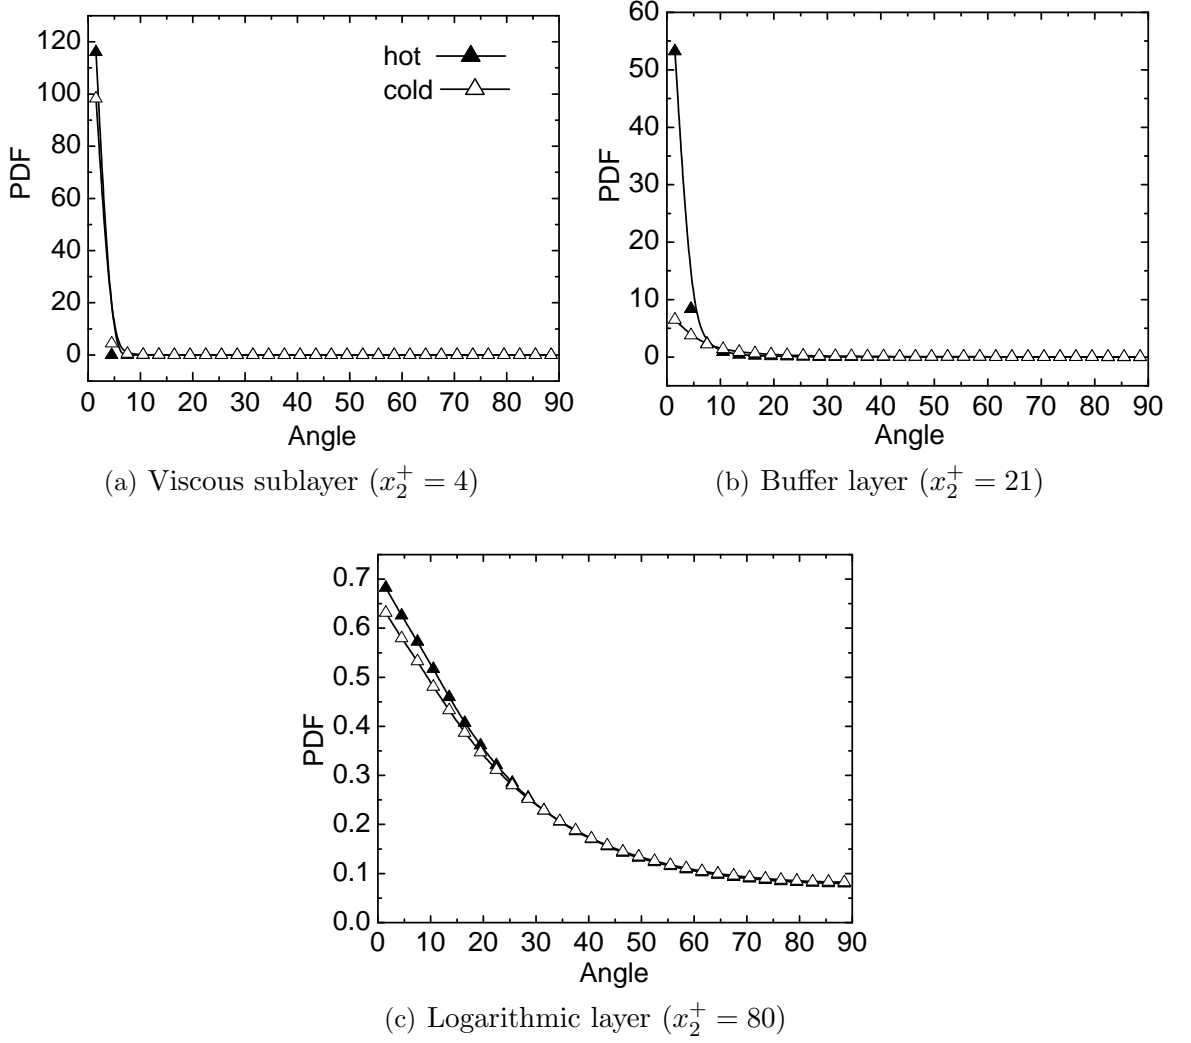 120
100
80
60
40
20
0
PDF
hot
cold
0 10 20 30 40 50 60 70 80 90
Angle
(a) Viscous sublayer ($x_2^+ = 4$)
60
50
40
30
20
10
0
PDF
0 10 20 30 40 50 60 70 80 90
Angle
(b) Buffer layer ($x_2^+ = 21$)
0.7
0.6
0.5
0.4
0.3
0.2
0.1
0.0
PDF
0 10 20 30 40 50 60 70 80 90
Angle
(c) Logarithmic layer ($x_2^+ = 80$)